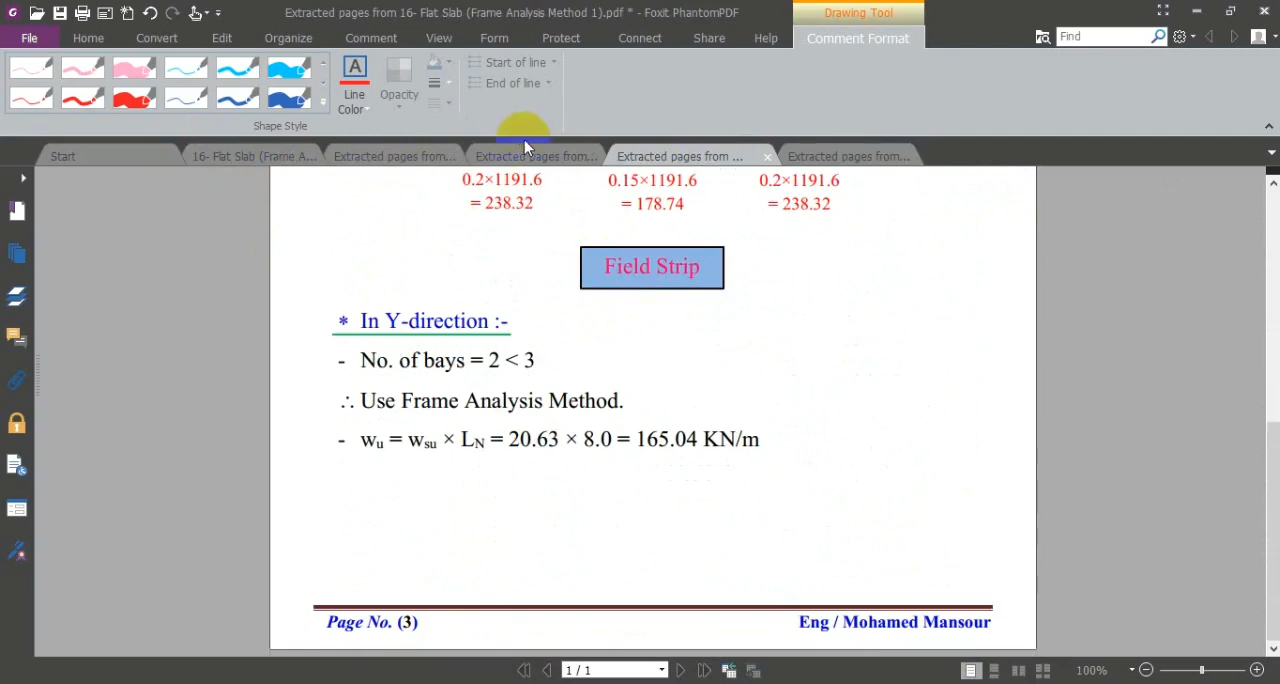 Extracted pages from 16- Flat Slab (Frame Analysis Method 1).pdf * - Foxit PhantomPDF
Drawing Tool
File Home Convert Edit Organize Comment View Form Protect Connect Share Help Comment Format
Find
A
Line Color
Opacity
Start of line
End of line
Shape Style
Start
16- Flat Slab (Frame A...
Extracted pages from...
Extracted pages from...
Extracted pages from ...
Extracted pages from...
0.2×1191.6 0.15×1191.6 0.2×1191.6
= 238.32 = 178.74 = 238.32
Field Strip
* In Y-direction :-
- No. of bays = 2 < 3
∴ Use Frame Analysis Method.
- wu = wsu × LN = 20.63 × 8.0 = 165.04 KN/m
Page No. (3) Eng / Mohamed Mansour
1 / 1
100%